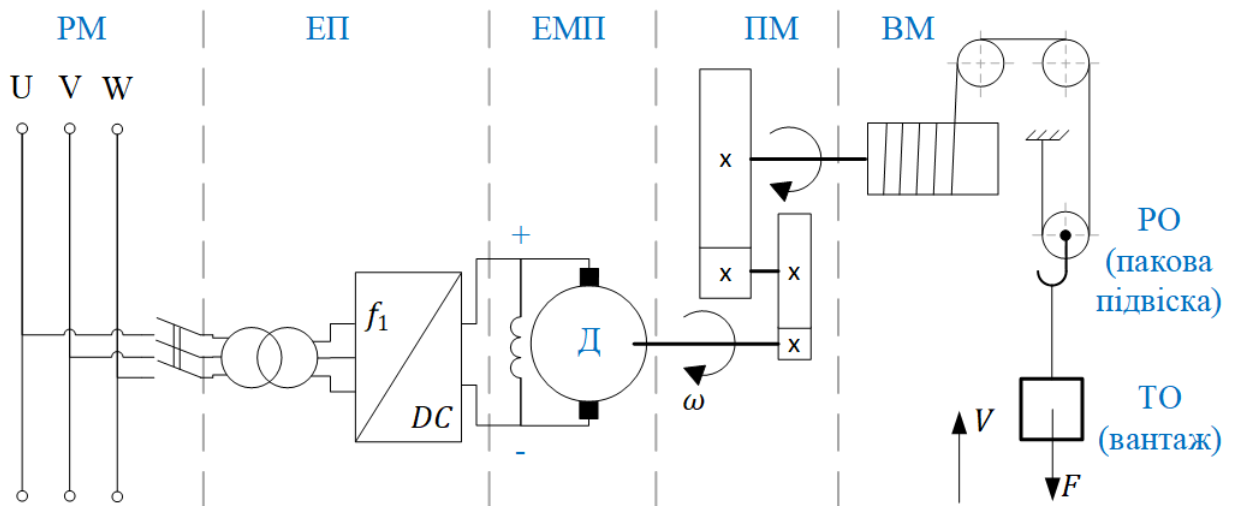 РМ
ЕП
ЕМП
ПМ
ВМ
U V W
x
x
x
x
+
Д
-
f₁
DC
ω
РО
(пакова
підвіска)
ТО
(вантаж)
V
F